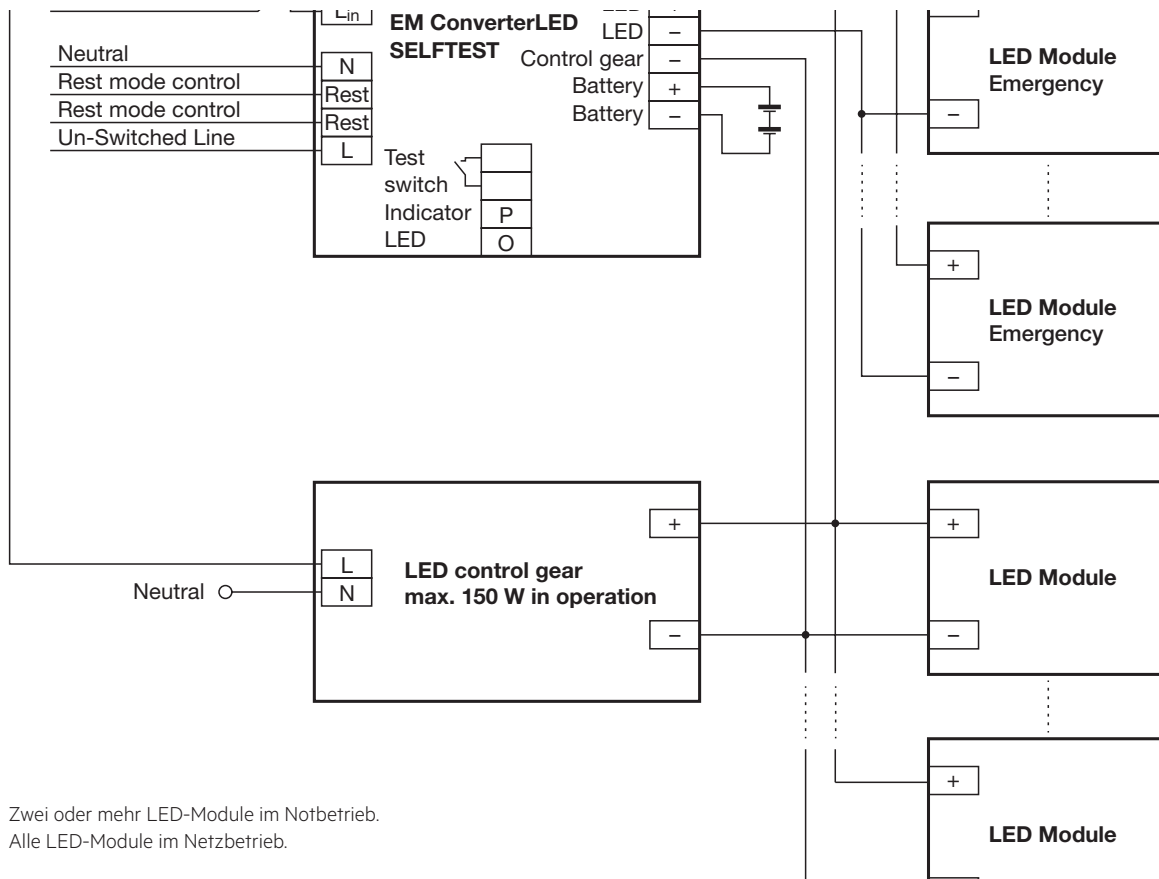 Lin
EM ConverterLED
SELFTEST
LED +
LED –
Control gear –
Battery +
Battery –
Neutral
Rest mode control
Rest mode control
Un-Switched Line
N
Rest
Rest
L
Test
switch
Indicator P
LED O
–
LED Module
Emergency
+
LED Module
Emergency
–
L
Neutral N
LED control gear
max. 150 W in operation
+
–
+
LED Module
–
+
LED Module
Zwei oder mehr LED-Module im Notbetrieb.
Alle LED-Module im Netzbetrieb.